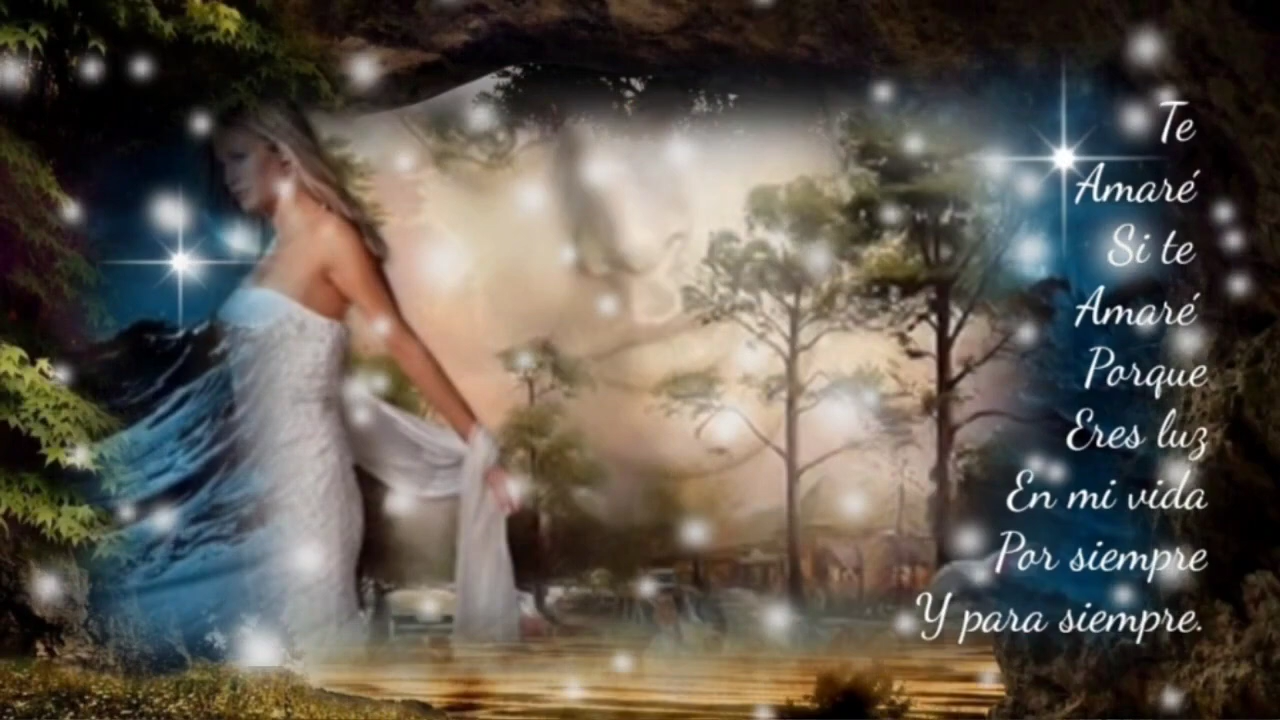 Te
Amaré
Si te
Amaré
Porque
Eres luz
En mi vida
Por siempre
Y para siempre.